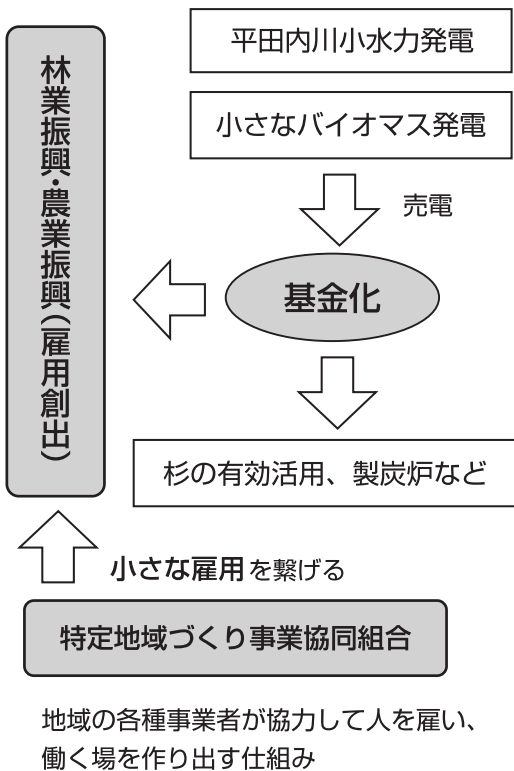 平田内川小水力発電
小さなバイオマス発電
売電
基金化
林業振興・農業振興(雇用創出)
杉の有効活用、製炭炉など
小さな雇用を繋げる
特定地域づくり事業協同組合
地域の各種事業者が協力して人を雇い、
働く場を作り出す仕組み